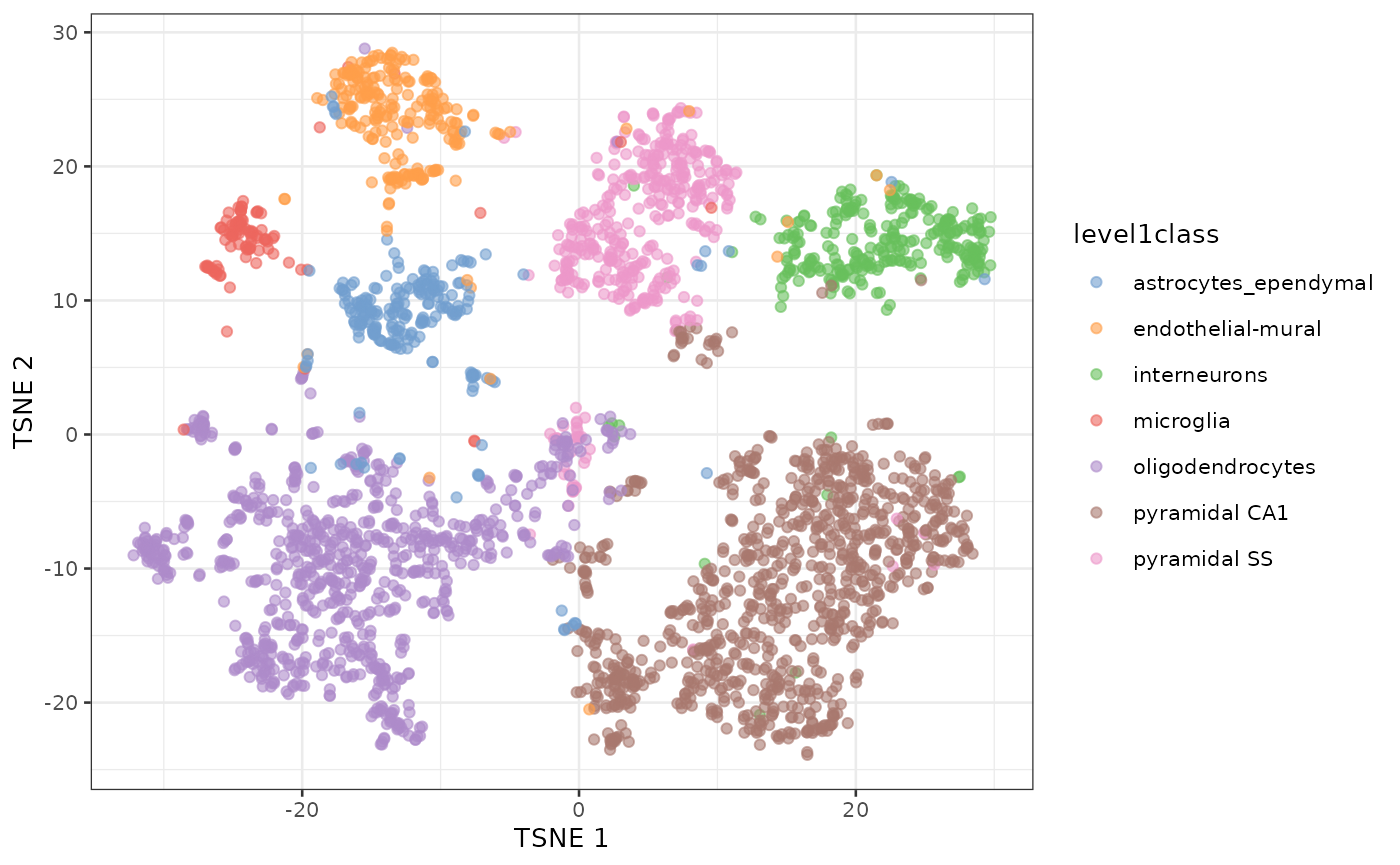 30
20
10
0
-10
-20
-20
0
20
TSNE 1
TSNE 2
level1class
astrocytes_ependymal
endothelial-mural
interneurons
microglia
oligodendrocytes
pyramidal CA1
pyramidal SS